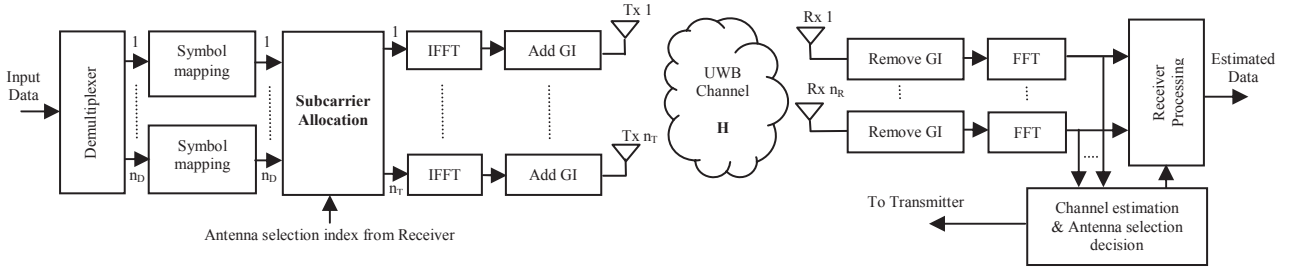 Input
Data
Demultiplexer
1
n_D
Symbol
mapping
Symbol
mapping
1
n_D
Subcarrier
Allocation
Antenna selection index from Receiver
1
n_T
IFFT
IFFT
Add GI
Add GI
Tx 1
Tx n_T
UWB
Channel
H
Rx 1
Rx n_R
Remove GI
Remove GI
FFT
FFT
Receiver
Processing
Estimated
Data
To Transmitter
Channel estimation
& Antenna selection
decision